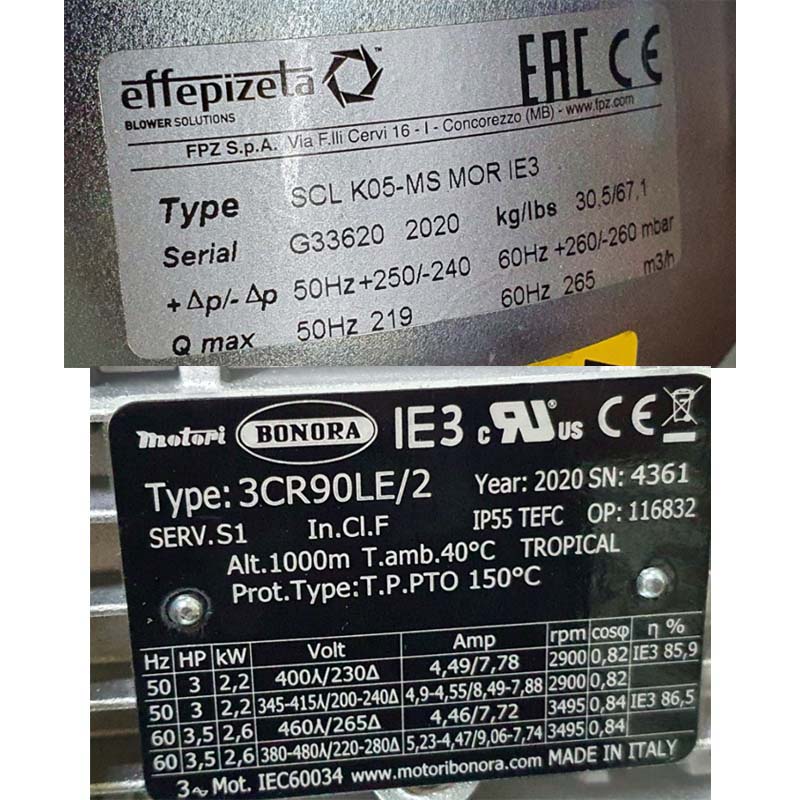 effepizeta™ EAC CE
BLOWER SOLUTIONS
FPZ S.p.A. Via F.lli Cervi 16 - I - Concorezzo (MB) - www.fpz.com
Type SCL K05-MS MOR IE3
Serial G33620 2020 kg/lbs 30,5/67,1
+ Δp/- Δp 50Hz+250/-240 60Hz +260/-260 mbar
Q max 50Hz 219 60Hz 265 m3/h
motori BONORA IE3 c RU® US CE
Type: 3CR90LE/2 Year: 2020 SN: 4361
SERV.S1 In.Cl.F IP55 TEFC OP: 116832
Alt.1000m T.amb.40°C TROPICAL
Prot.Type:T.P.PTO 150°C
Hz HP kW Volt Amp rpm cosφ η %
50 3 2,2 400⅄/230Δ 4,49/7,78 2900 0,82 IE3 85,9
50 3 2,2 345-415⅄/200-240Δ 4,9-4,55/8,49-7,88 2900 0,82
60 3,5 2,6 460⅄/265Δ 4,46/7,72 3495 0,84 IE3 86,5
60 3,5 2,6 380-480⅄/220-280Δ 5,23-4,47/9,06-7,74 3495 0,84
3~ Mot. IEC60034 www.motoribonora.com MADE IN ITALY